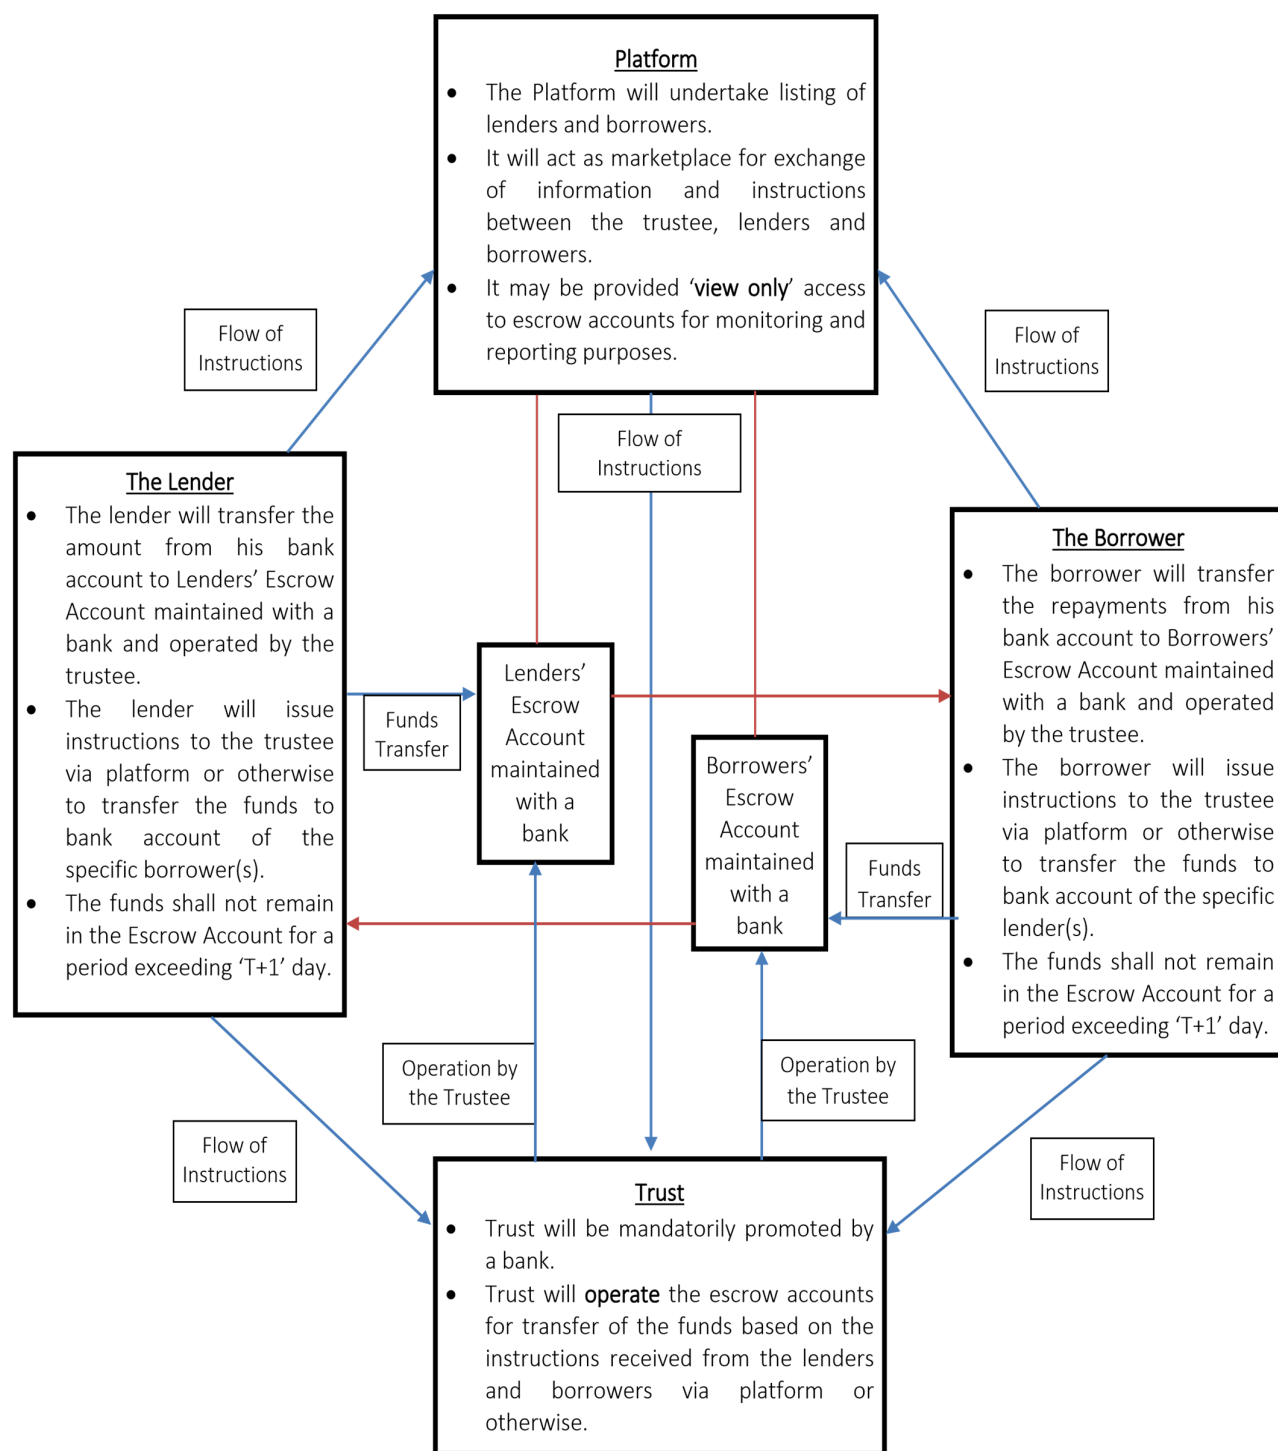 Platform
• The Platform will undertake listing of
lenders and borrowers.
• It will act as marketplace for exchange
of information and instructions
between the trustee, lenders and
borrowers.
• It may be provided ‘view only’ access
to escrow accounts for monitoring and
reporting purposes.
Flow of
Instructions
Flow of
Instructions
Flow of
Instructions
The Lender
• The lender will transfer the
amount from his bank
account to Lenders’ Escrow
Account maintained with a
bank and operated by the
trustee.
• The lender will issue
instructions to the trustee
via platform or otherwise
to transfer the funds to
bank account of the
specific borrower(s).
• The funds shall not remain
in the Escrow Account for a
period exceeding ‘T+1’ day.
Funds
Transfer
Lenders’
Escrow
Account
maintained
with a
bank
Borrowers’
Escrow
Account
maintained
with a
bank
Funds
Transfer
The Borrower
• The borrower will transfer
the repayments from his
bank account to Borrowers’
Escrow Account maintained
with a bank and operated
by the trustee.
• The borrower will issue
instructions to the trustee
via platform or otherwise
to transfer the funds to
bank account of the specific
lender(s).
• The funds shall not remain
in the Escrow Account for a
period exceeding ‘T+1’ day.
Operation by
the Trustee
Operation by
the Trustee
Flow of
Instructions
Flow of
Instructions
Trust
• Trust will be mandatorily promoted by
a bank.
• Trust will operate the escrow accounts
for transfer of the funds based on the
instructions received from the lenders
and borrowers via platform or
otherwise.